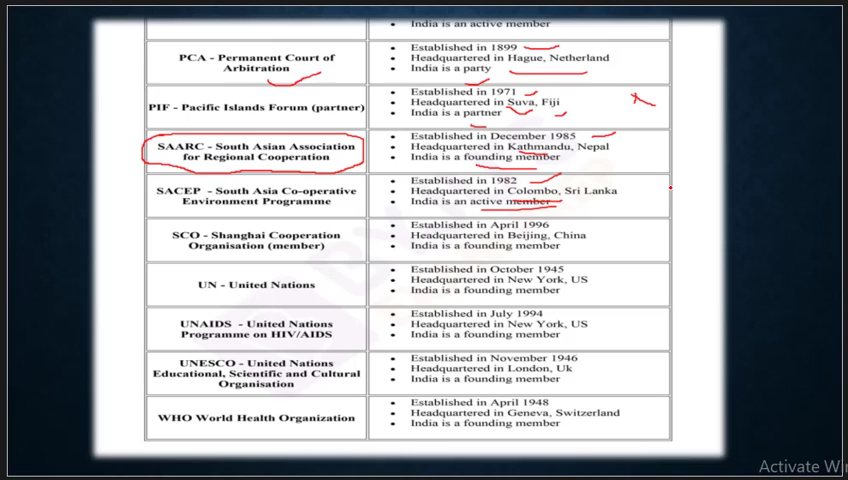 India is an active member
PCA - Permanent Court of
Arbitration
Established in 1899
Headquartered in Hague, Netherland
India is a party
PIF - Pacific Islands Forum (partner)
Established in 1971
Headquartered in Suva, Fiji
India is a partner
SAARC - South Asian Association
for Regional Cooperation
Established in December 1985
Headquartered in Kathmandu, Nepal
India is a founding member
SACEP - South Asia Co-operative
Environment Programme
Established in 1982
Headquartered in Colombo, Sri Lanka
India is an active member
SCO - Shanghai Cooperation
Organisation (member)
Established in April 1996
Headquartered in Beijing, China
India is a founding member
UN - United Nations
Established in October 1945
Headquartered in New York, US
India is a founding member
UNAIDS - United Nations
Programme on HIV/AIDS
Established in July 1994
Headquartered in New York, US
India is a founding member
UNESCO - United Nations
Educational, Scientific and Cultural
Organisation
Established in November 1946
Headquartered in London, Uk
India is a founding member
WHO World Health Organization
Established in April 1948
Headquartered in Geneva, Switzerland
India is a founding member
Activate Win